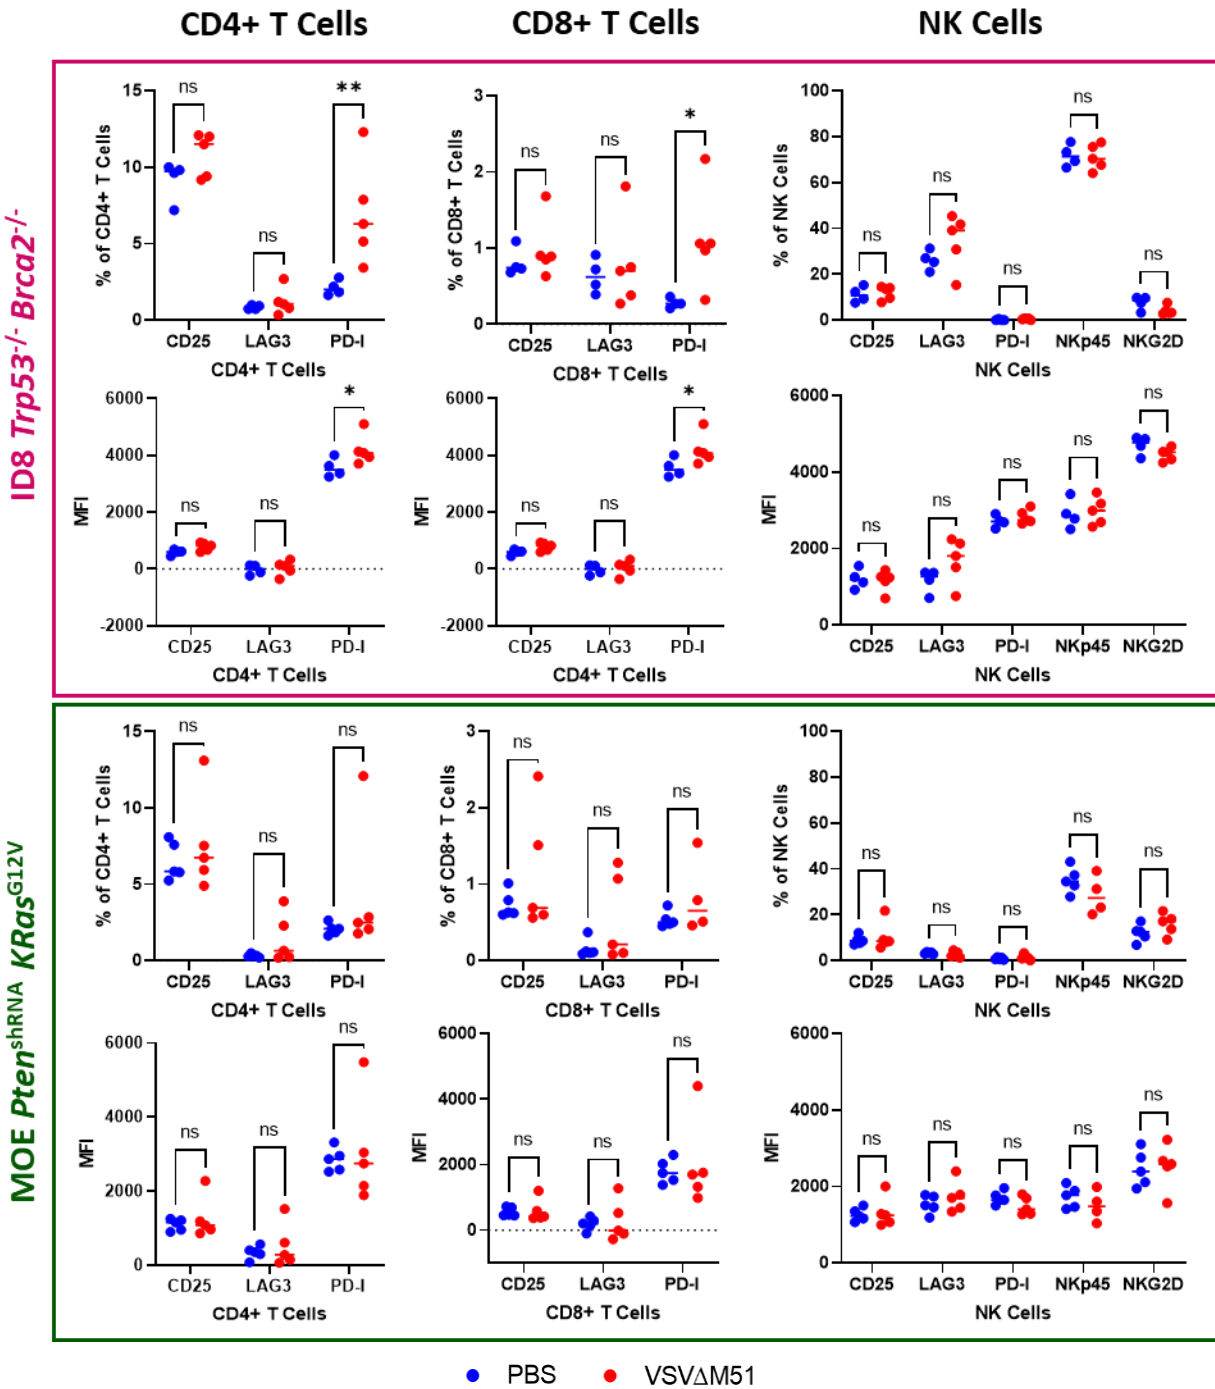 CD4+ T Cells CD8+ T Cells NK Cells
ID8 Trp53-/- Brca2-/-
% of CD4+ T Cells
15
10
5
0
ns
ns
**
CD25 LAG3 PD-I
CD4+ T Cells
% of CD8+ T Cells
3
2
1
0
ns
ns
*
CD25 LAG3 PD-I
CD8+ T Cells
% of NK Cells
100
80
60
40
20
0
ns
ns
ns
ns
ns
CD25 LAG3 PD-I NKp45 NKG2D
NK Cells
MFI
6000
4000
2000
0
-2000
ns
ns
*
CD25 LAG3 PD-I
CD4+ T Cells
MFI
6000
4000
2000
0
-2000
ns
ns
*
CD25 LAG3 PD-I
CD4+ T Cells
MFI
6000
4000
2000
0
ns
ns
ns
ns
ns
CD25 LAG3 PD-I NKp45 NKG2D
NK Cells
MOE PtenshRNA KRasG12V
% of CD4+ T Cells
15
10
5
0
ns
ns
ns
CD25 LAG3 PD-I
CD4+ T Cells
% of CD8+ T Cells
3
2
1
0
ns
ns
ns
CD25 LAG3 PD-I
CD8+ T Cells
% of NK Cells
100
80
60
40
20
0
ns
ns
ns
ns
ns
CD25 LAG3 PD-I NKp45 NKG2D
NK Cells
MFI
6000
4000
2000
0
ns
ns
ns
CD25 LAG3 PD-I
CD4+ T Cells
MFI
6000
4000
2000
0
ns
ns
ns
CD25 LAG3 PD-I
CD8+ T Cells
MFI
6000
4000
2000
0
ns
ns
ns
ns
ns
CD25 LAG3 PD-I NKp45 NKG2D
NK Cells
PBS VSVΔM51